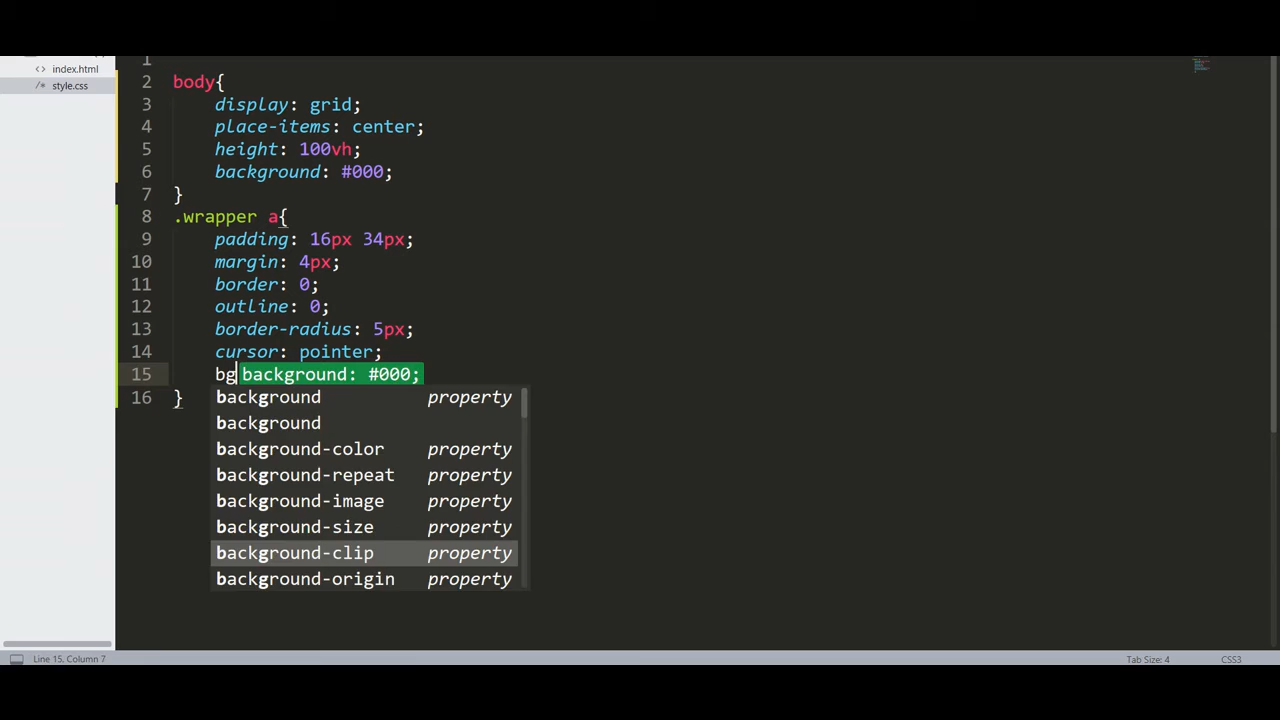 index.html
style.css
1
2 body{
3 display: grid;
4 place-items: center;
5 height: 100vh;
6 background: #000;
7 }
8 .wrapper a{
9 padding: 16px 34px;
10 margin: 4px;
11 border: 0;
12 outline: 0;
13 border-radius: 5px;
14 cursor: pointer;
15 bg background: #000;
16 }
background property
background
background-color property
background-repeat property
background-image property
background-size property
background-clip property
background-origin property
Line 15, Column 7 Tab Size: 4 CSS3